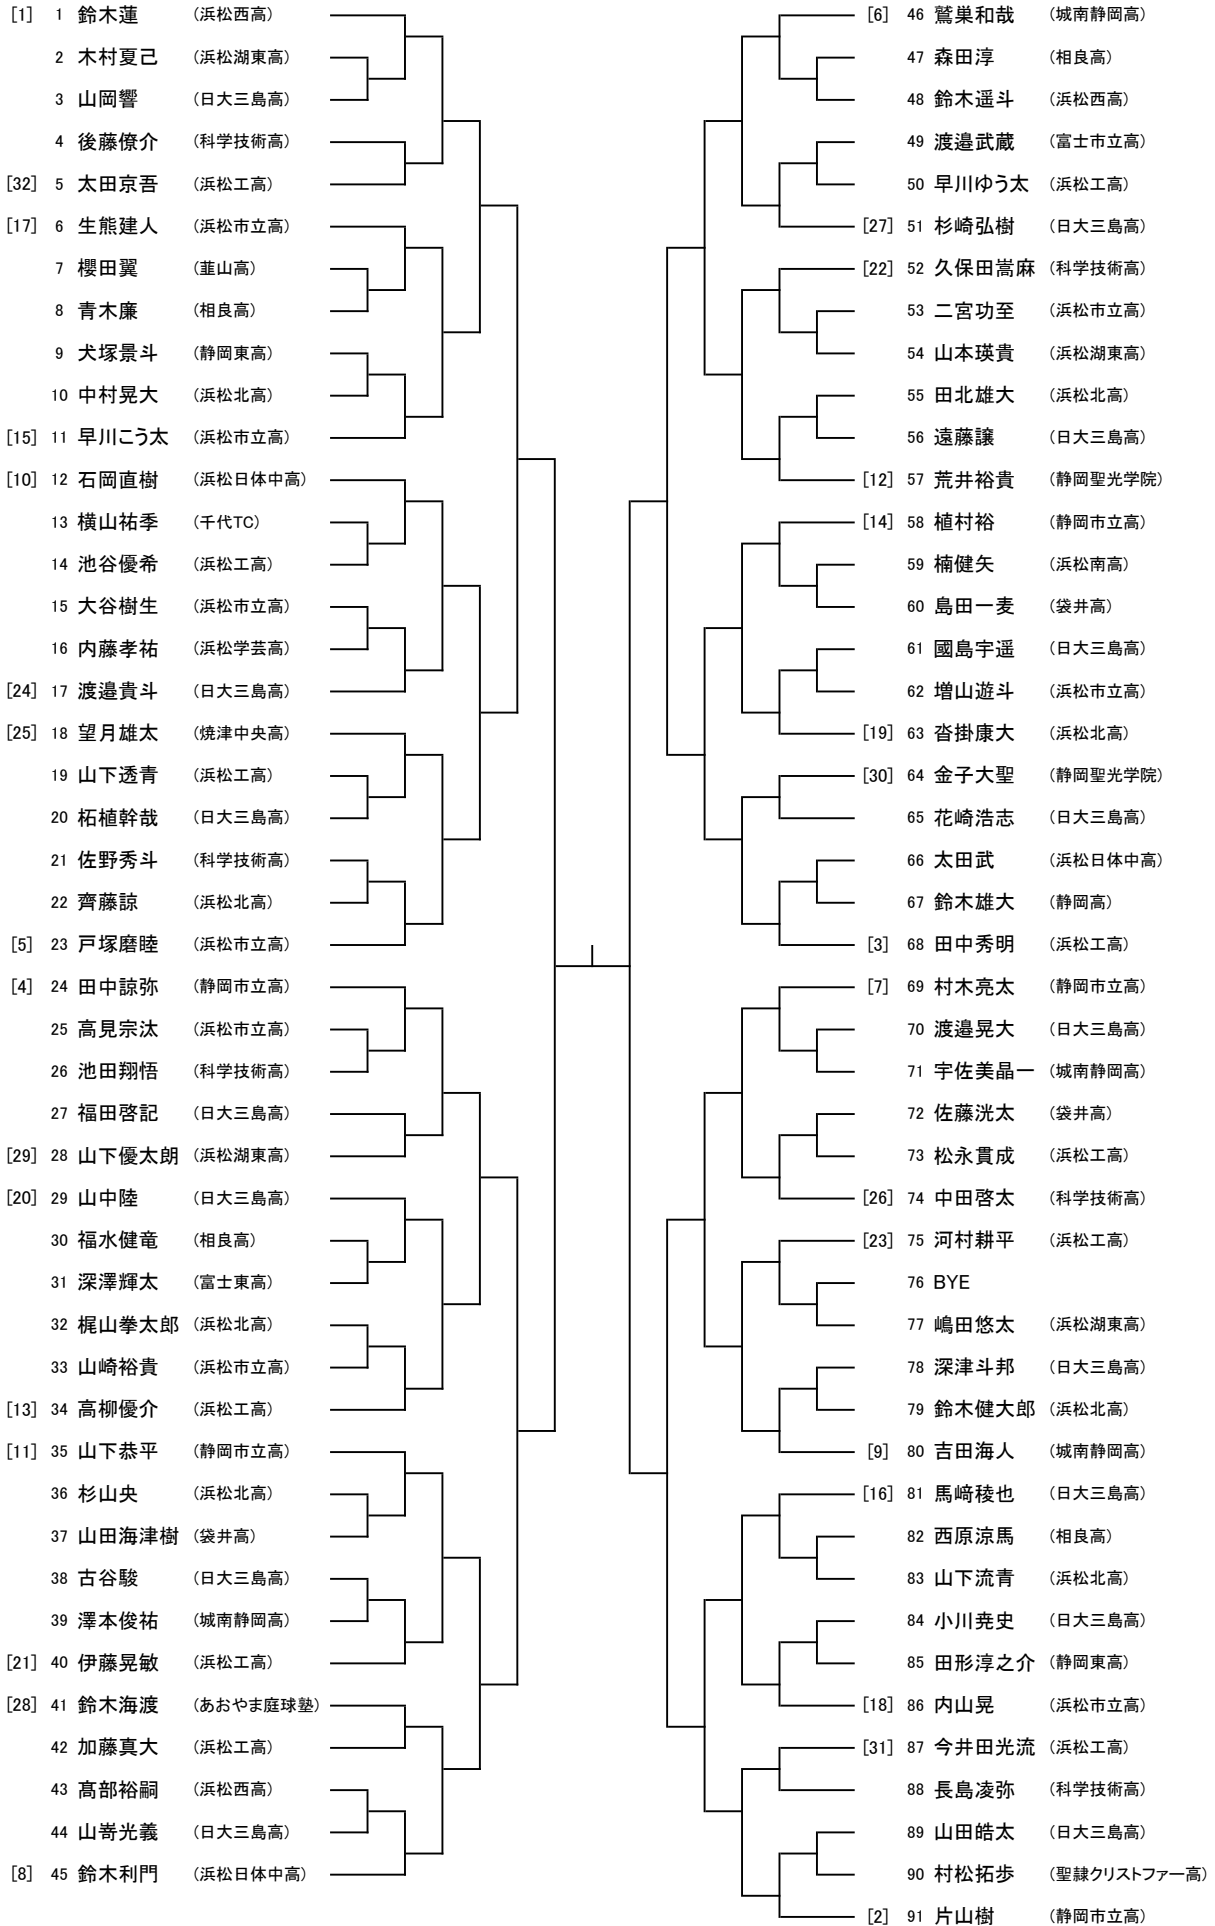 [1] 1 鈴木蓮 (浜松西高)
2 木村夏己 (浜松湖東高)
3 山岡響 (日大三島高)
4 後藤僚介 (科学技術高)
[32] 5 太田京吾 (浜松工高)
[17] 6 生熊建人 (浜松市立高)
7 櫻田翼 (韮山高)
8 青木廉 (相良高)
9 犬塚景斗 (静岡東高)
10 中村晃大 (浜松北高)
[15] 11 早川こう太 (浜松市立高)
[10] 12 石岡直樹 (浜松日体中高)
13 横山祐季 (千代TC)
14 池谷優希 (浜松工高)
15 大谷樹生 (浜松市立高)
16 内藤孝祐 (浜松学芸高)
[24] 17 渡邉貴斗 (日大三島高)
[25] 18 望月雄太 (焼津中央高)
19 山下透青 (浜松工高)
20 柘植幹哉 (日大三島高)
21 佐野秀斗 (科学技術高)
22 齊藤諒 (浜松北高)
[5] 23 戸塚磨睦 (浜松市立高)
[4] 24 田中諒弥 (静岡市立高)
25 高見宗汰 (浜松市立高)
26 池田翔悟 (科学技術高)
27 福田啓記 (日大三島高)
[29] 28 山下優太朗 (浜松湖東高)
[20] 29 山中陸 (日大三島高)
30 福水健竜 (相良高)
31 深澤輝太 (富士東高)
32 梶山拳太郎 (浜松北高)
33 山崎裕貴 (浜松市立高)
[13] 34 高柳優介 (浜松工高)
[11] 35 山下恭平 (静岡市立高)
36 杉山央 (浜松北高)
37 山田海津樹 (袋井高)
38 古谷駿 (日大三島高)
39 澤本俊祐 (城南静岡高)
[21] 40 伊藤晃敏 (浜松工高)
[28] 41 鈴木海渡 (あおやま庭球塾)
42 加藤真大 (浜松工高)
43 髙部裕嗣 (浜松西高)
44 山嵜光義 (日大三島高)
[8] 45 鈴木利門 (浜松日体中高)
[6] 46 鷲巣和哉 (城南静岡高)
47 森田淳 (相良高)
48 鈴木遥斗 (浜松西高)
49 渡邉武蔵 (富士市立高)
50 早川ゆう太 (浜松工高)
[27] 51 杉崎弘樹 (日大三島高)
[22] 52 久保田嵩麻 (科学技術高)
53 二宮功至 (浜松市立高)
54 山本瑛貴 (浜松湖東高)
55 田北雄大 (浜松北高)
56 遠藤譲 (日大三島高)
[12] 57 荒井裕貴 (静岡聖光学院)
[14] 58 植村裕 (静岡市立高)
59 楠健矢 (浜松南高)
60 島田一麦 (袋井高)
61 國島宇遥 (日大三島高)
62 増山遊斗 (浜松市立高)
[19] 63 沓掛康大 (浜松北高)
[30] 64 金子大聖 (静岡聖光学院)
65 花崎浩志 (日大三島高)
66 太田武 (浜松日体中高)
67 鈴木雄大 (静岡高)
[3] 68 田中秀明 (浜松工高)
[7] 69 村木亮太 (静岡市立高)
70 渡邉晃大 (日大三島高)
71 宇佐美晶一 (城南静岡高)
72 佐藤洸太 (袋井高)
73 松永貫成 (浜松工高)
[26] 74 中田啓太 (科学技術高)
[23] 75 河村耕平 (浜松工高)
76 BYE
77 嶋田悠太 (浜松湖東高)
78 深津斗邦 (日大三島高)
79 鈴木健大郎 (浜松北高)
[9] 80 吉田海人 (城南静岡高)
[16] 81 馬﨑稜也 (日大三島高)
82 西原涼馬 (相良高)
83 山下流青 (浜松北高)
84 小川尭史 (日大三島高)
85 田形淳之介 (静岡東高)
[18] 86 内山晃 (浜松市立高)
[31] 87 今井田光流 (浜松工高)
88 長島凌弥 (科学技術高)
89 山田皓太 (日大三島高)
90 村松拓歩 (聖隷クリストファー高)
[2] 91 片山樹 (静岡市立高)